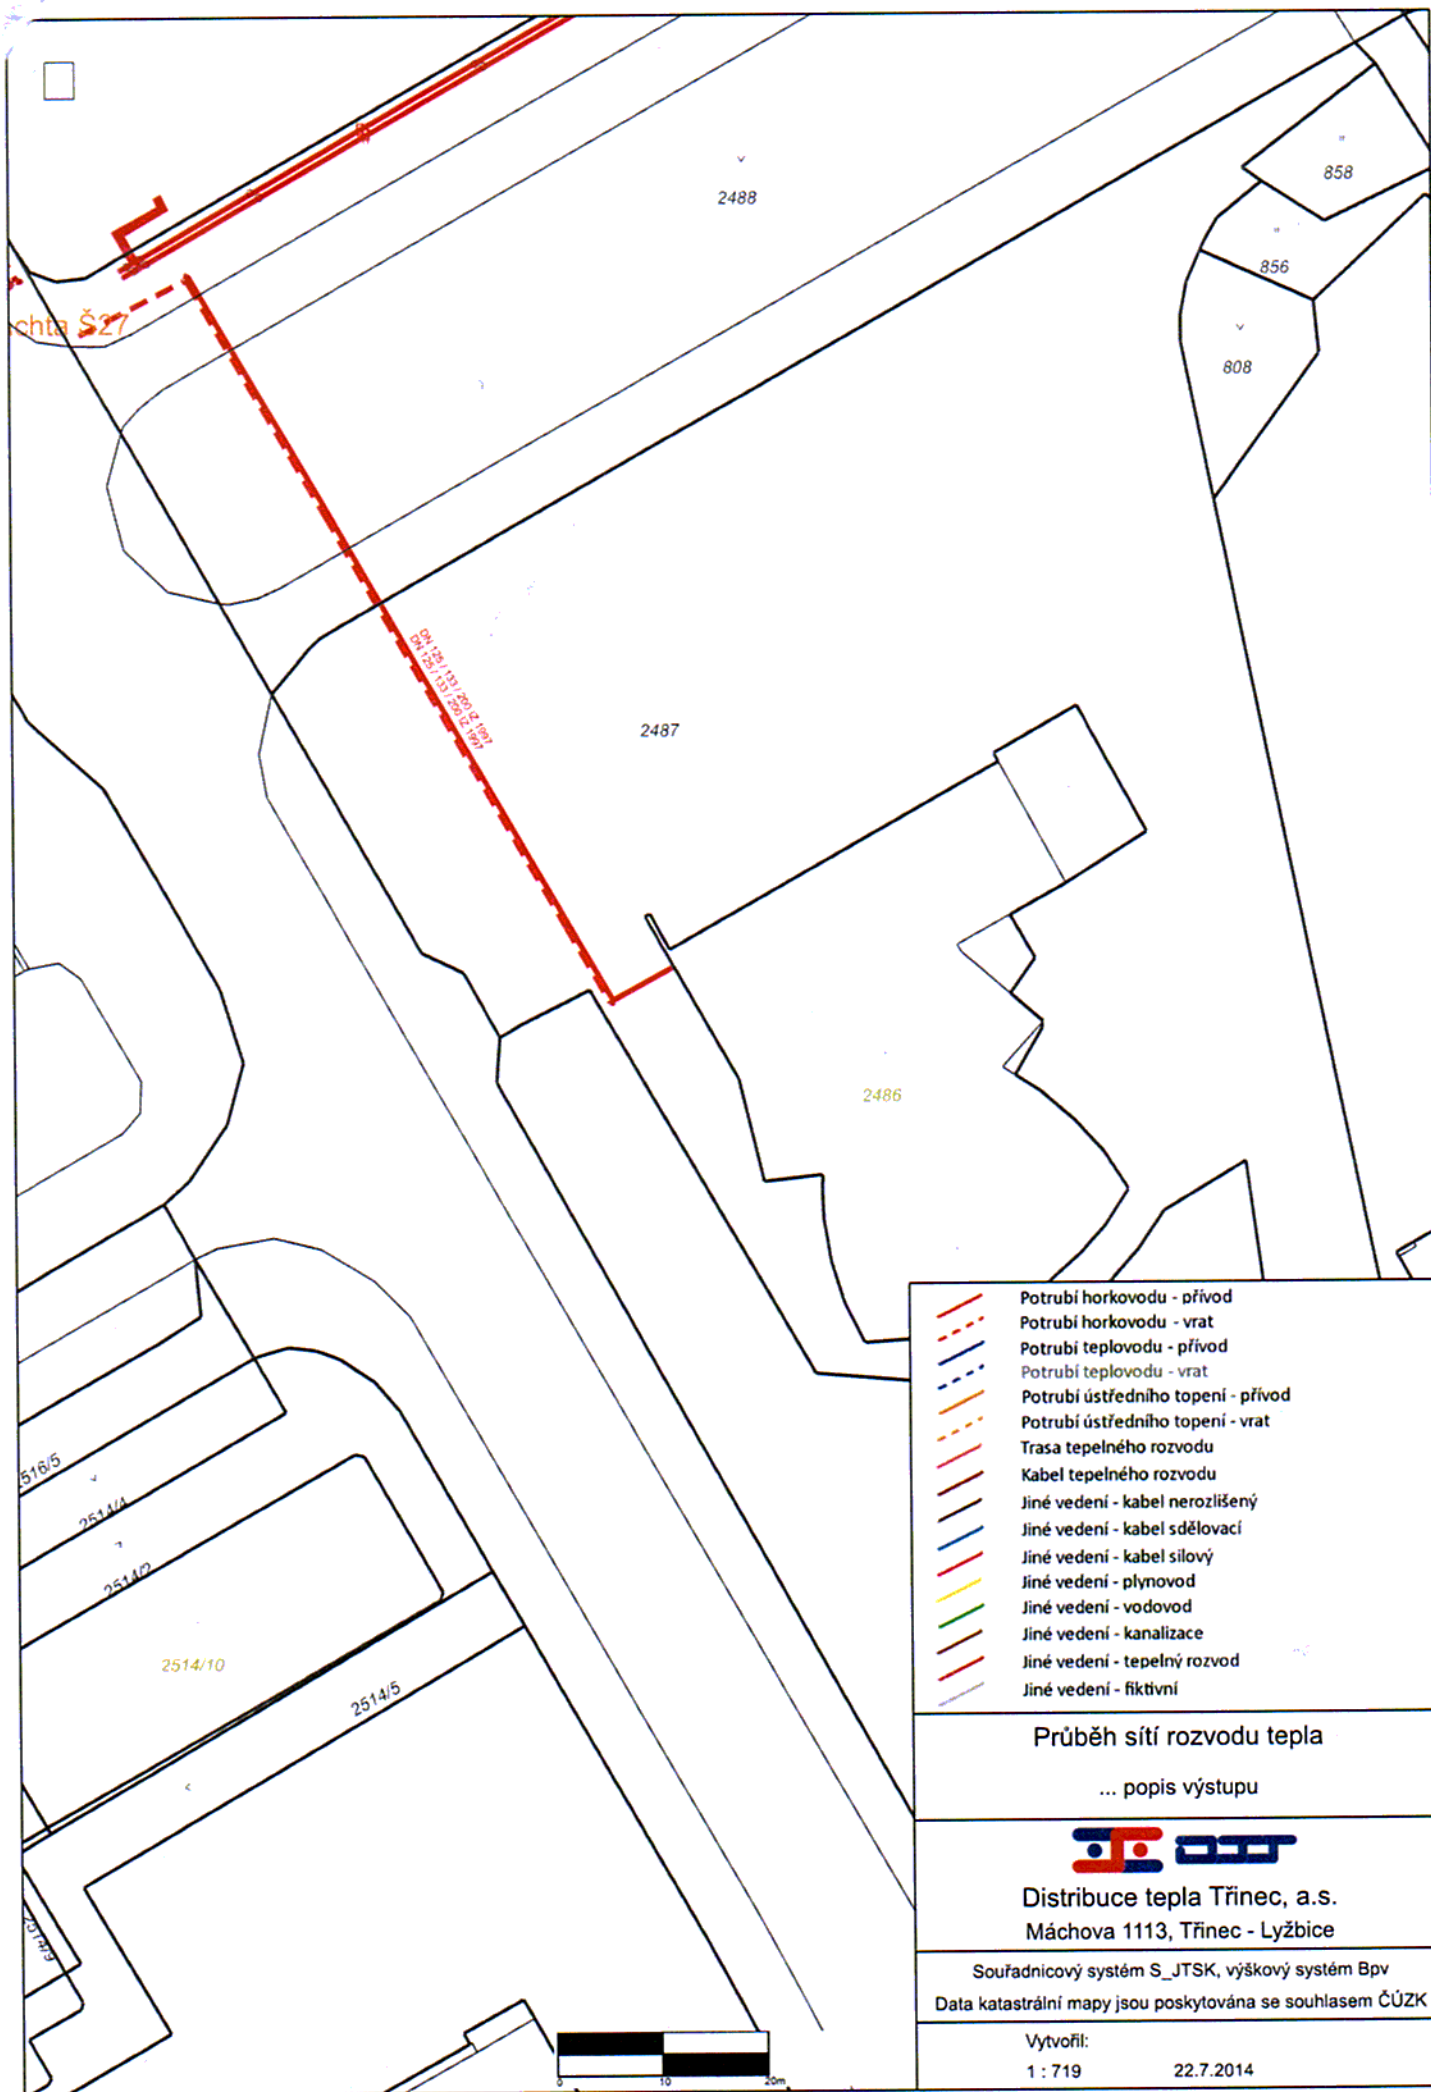 2488
858
856
808
chta Š27
DN 125 / 133 / 200 IZ 1997
DN 125 / 133 / 200 IZ 1997
2487
2486
516/5
2514/4
2514/2
2514/10
2514/5
2514/9
Potrubí horkovodu - přívod
Potrubí horkovodu - vrat
Potrubí teplovodu - přívod
Potrubí teplovodu - vrat
Potrubí ústředního topení - přívod
Potrubí ústředního topení - vrat
Trasa tepelného rozvodu
Kabel tepelného rozvodu
Jiné vedení - kabel nerozlišený
Jiné vedení - kabel sdělovací
Jiné vedení - kabel silový
Jiné vedení - plynovod
Jiné vedení - vodovod
Jiné vedení - kanalizace
Jiné vedení - tepelný rozvod
Jiné vedení - fiktivní
Průběh sítí rozvodu tepla
... popis výstupu
Distribuce tepla Třinec, a.s.
Máchova 1113, Třinec - Lyžbice
Souřadnicový systém S_JTSK, výškový systém Bpv
Data katastrální mapy jsou poskytována se souhlasem ČÚZK
Vytvořil:
1 : 719 22.7.2014
0 10 20m